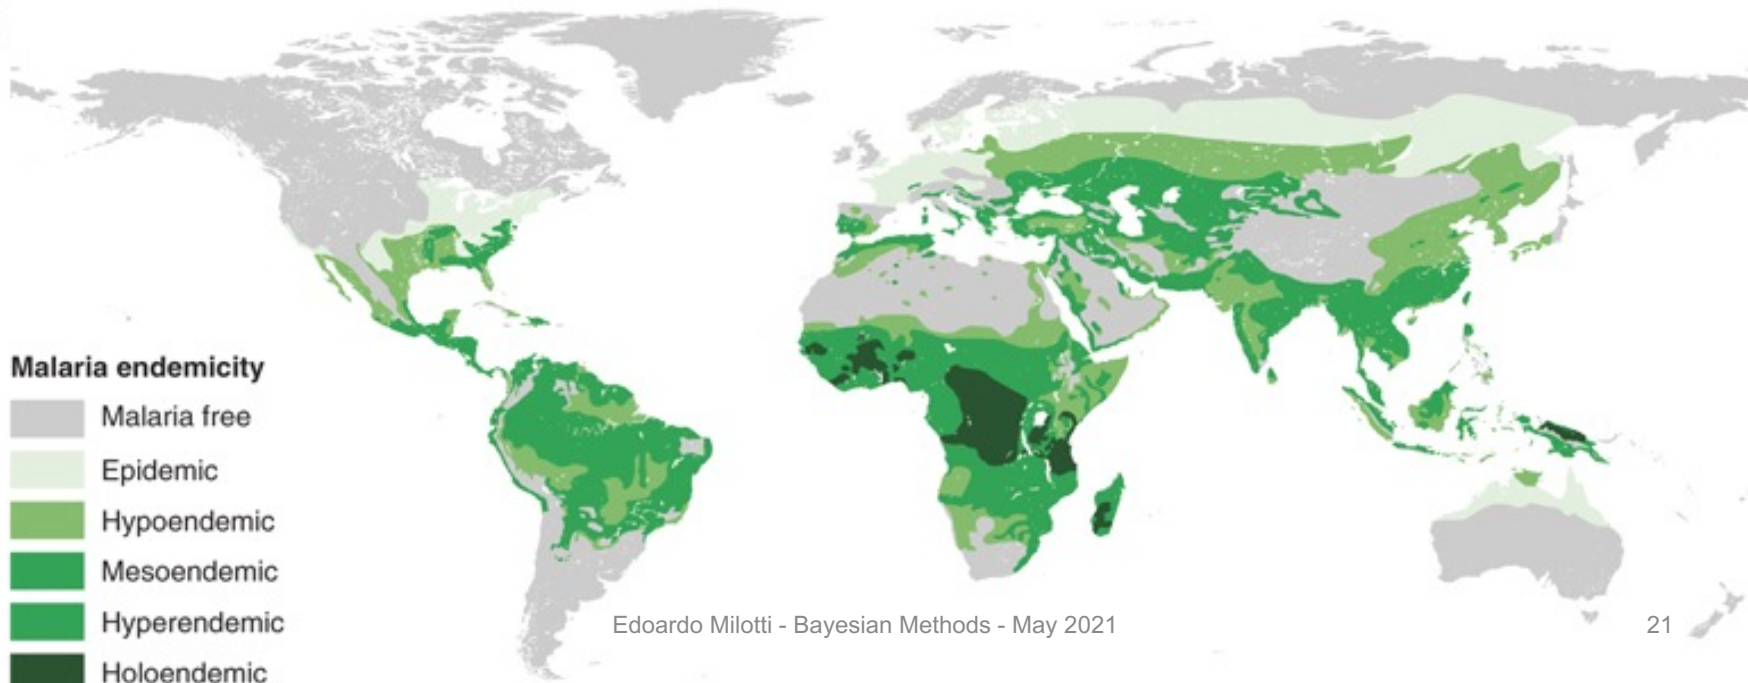 Malaria endemicity
Malaria free
Epidemic
Hypoendemic
Mesoendemic
Hyperendemic
Holoendemic
Edoardo Milotti - Bayesian Methods - May 2021
21